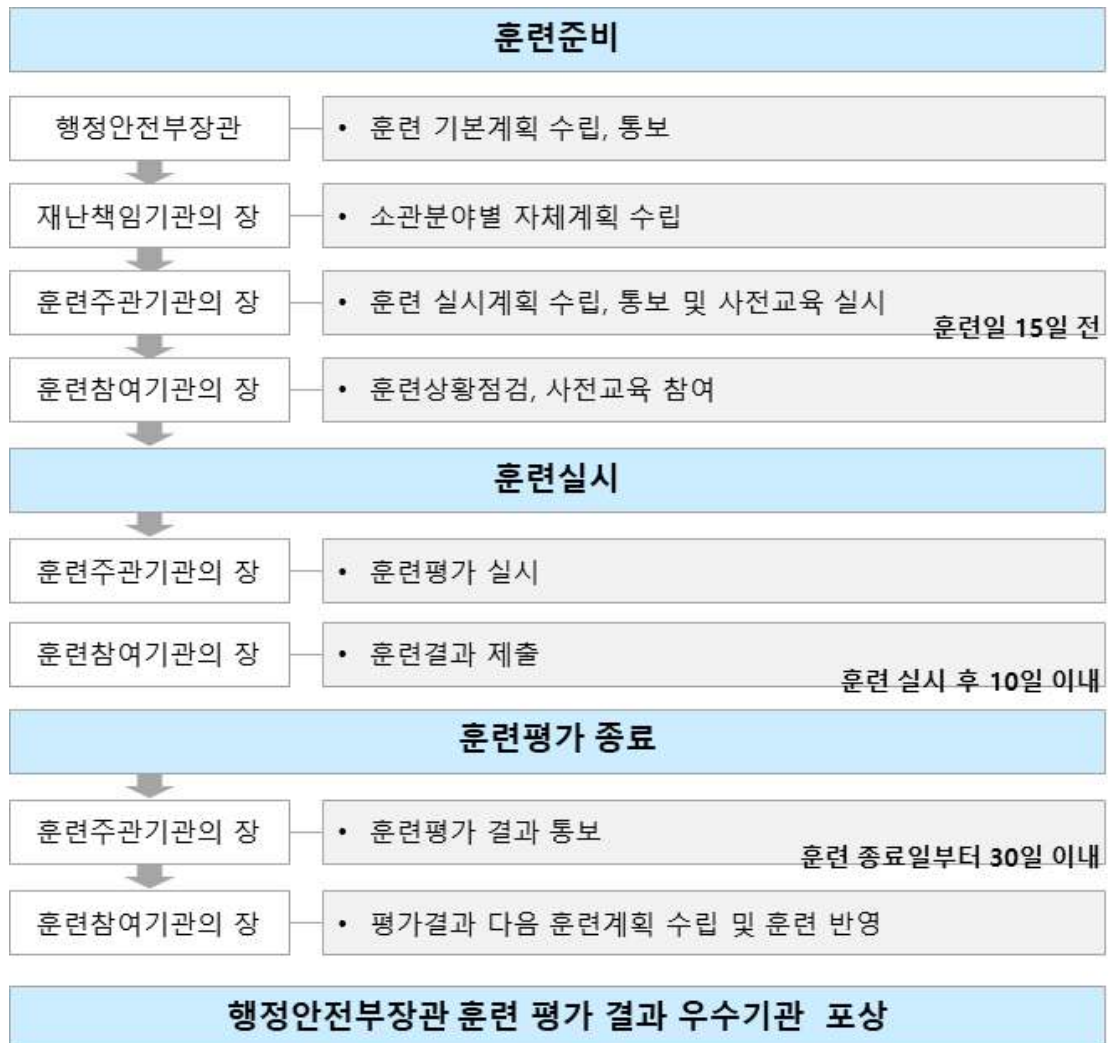 훈련준비
행정안전부장관
• 훈련 기본계획 수립, 통보
재난책임기관의 장
• 소관분야별 자체계획 수립
훈련주관기관의 장
• 훈련 실시계획 수립, 통보 및 사전교육 실시
훈련일 15일 전
훈련참여기관의 장
• 훈련상황점검, 사전교육 참여
훈련실시
훈련주관기관의 장
• 훈련평가 실시
훈련참여기관의 장
• 훈련결과 제출
훈련 실시 후 10일 이내
훈련평가 종료
훈련주관기관의 장
• 훈련평가 결과 통보
훈련 종료일부터 30일 이내
훈련참여기관의 장
• 평가결과 다음 훈련계획 수립 및 훈련 반영
행정안전부장관 훈련 평가 결과 우수기관 포상